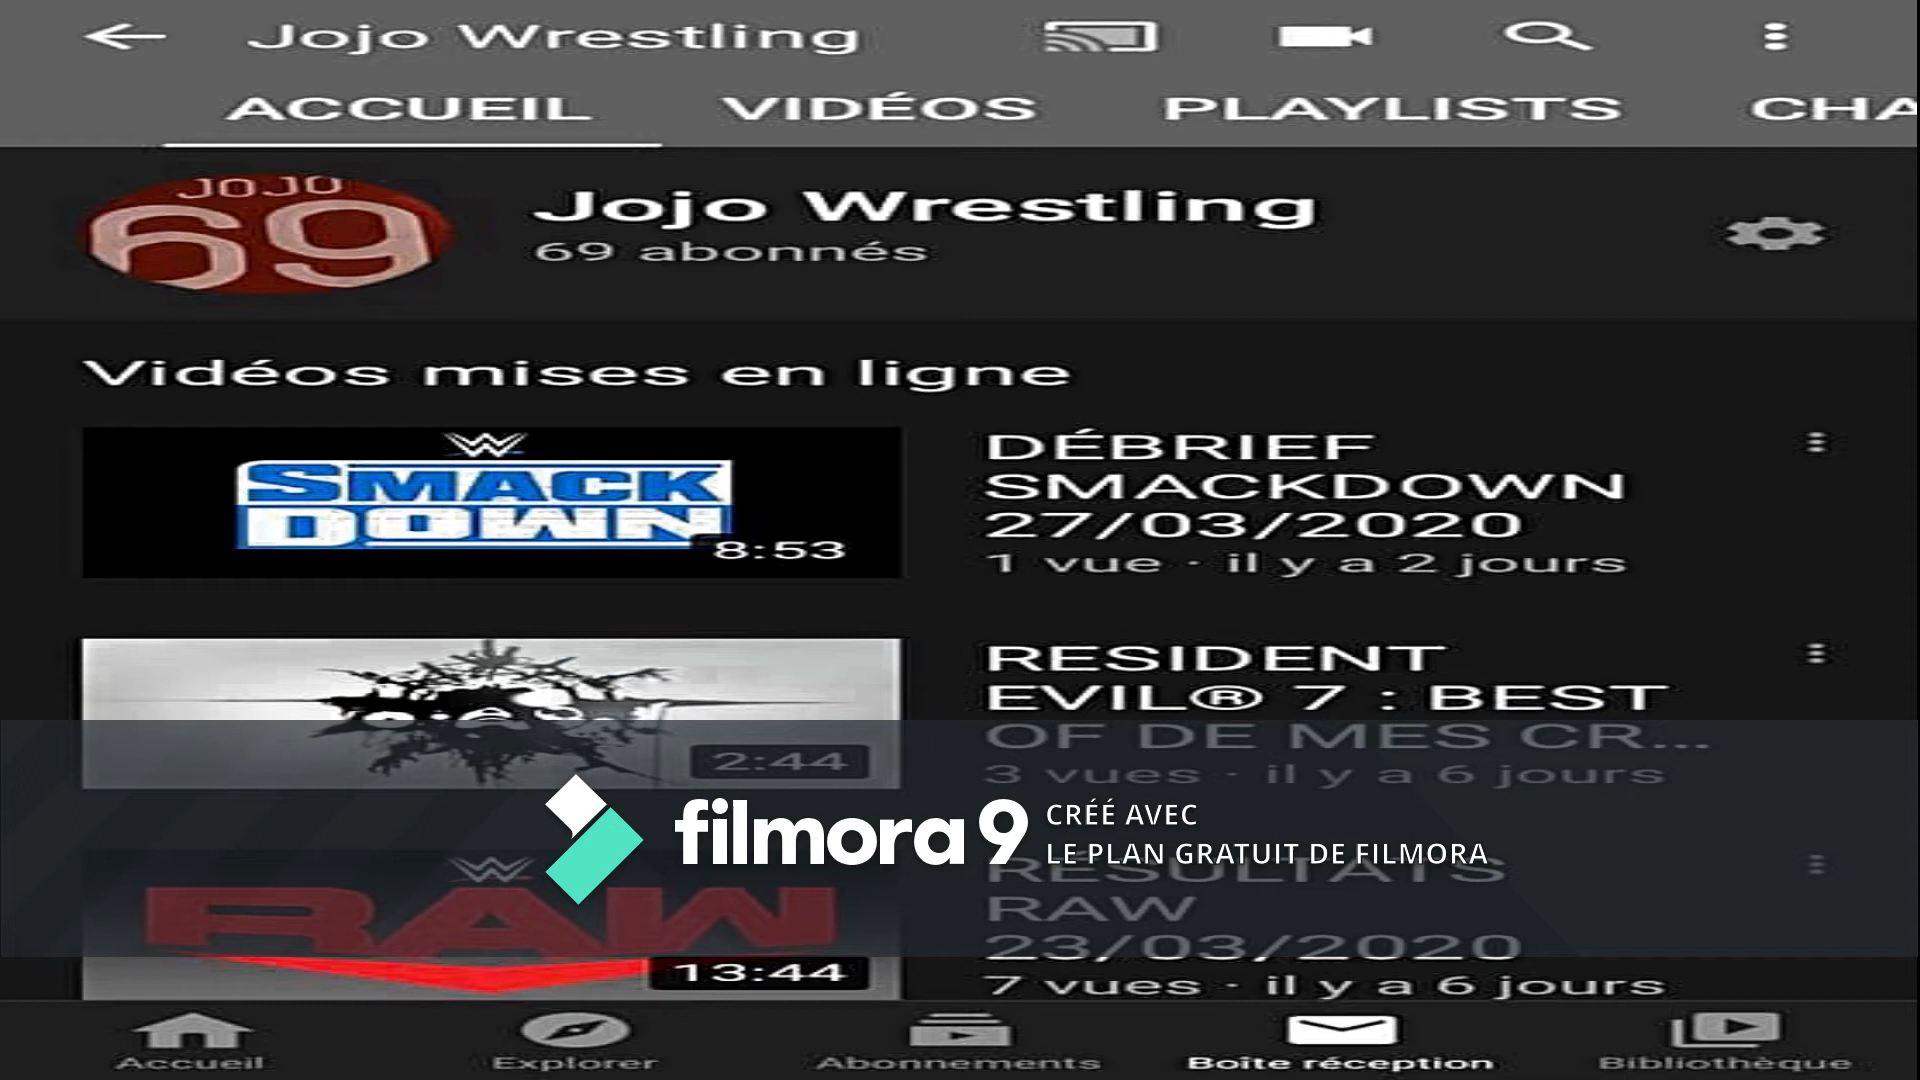 Jojo Wrestling
ACCUEIL VIDÉOS PLAYLISTS CHA
JOJO
69
Jojo Wrestling
69 abonnés
Vidéos mises en ligne
W
SMACK
DOWN
8:53
DÉBRIEF
SMACKDOWN
27/03/2020
1 vue · il y a 2 jours
2:44
RESIDENT
EVIL® 7 : BEST
OF DE MES CR...
3 vues · il y a 6 jours
filmora9
CRÉÉ AVEC
LE PLAN GRATUIT DE FILMORA
W
RAW
13:44
RÉSULTATS
RAW
23/03/2020
7 vues · il y a 6 jours
Accueil Explorer Abonnements Boîte réception Bibliothèque